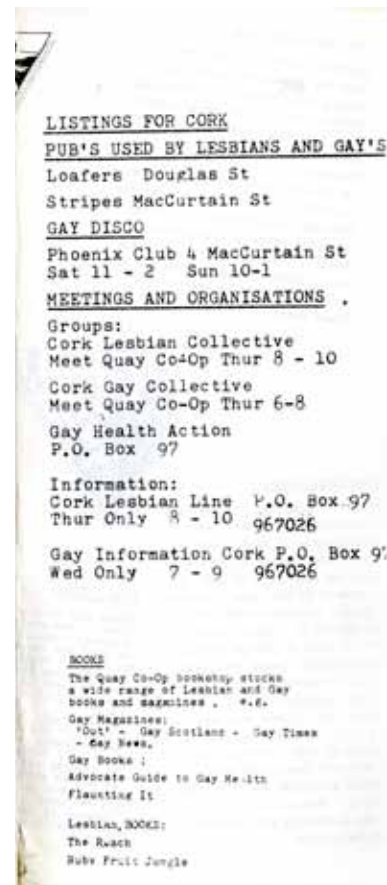 LISTINGS FOR CORK
PUB'S USED BY LESBIANS AND GAY'S
Loafers Douglas St
Stripes MacCurtain St
GAY DISCO
Phoenix Club 4 MacCurtain St
Sat 11 - 2 Sun 10-1
MEETINGS AND ORGANISATIONS .
Groups:
Cork Lesbian Collective
Meet Quay Co-Op Thur 8 - 10
Cork Gay Collective
Meet Quay Co-Op Thur 6-8
Gay Health Action
P.O. Box 97
Information:
Cork Lesbian Line P.O. Box 97
Thur Only 8 - 10 967026
Gay Information Cork P.O. Box 97
Wed Only 7 - 9 967026
BOOKS
The Quay Co-Op bookshop stocks
a wide range of Lesbian and Gay
books and magazines . e.g.
Gay Magazines:
'Out' - Gay Scotland - Gay Times
- Gay News.
Gay Books :
Advocate Guide to Gay Health
Flaunting It
Lesbian BOOKS:
The Reach
Ruby Fruit Jungle